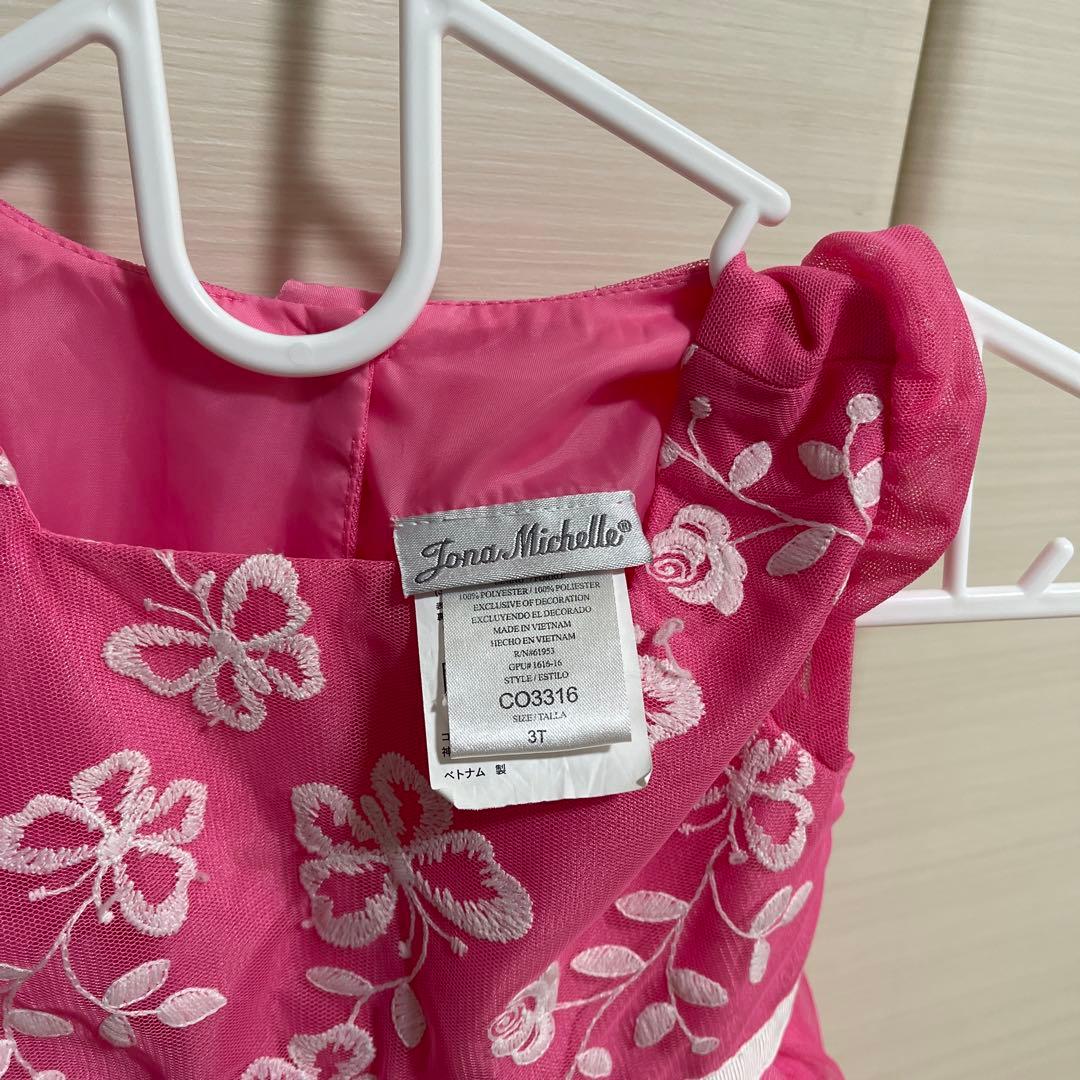 Jona Michelle®
100% POLYESTER / 100% POLIESTER
EXCLUSIVE OF DECORATION
EXCLUYENDO EL DECORADO
MADE IN VIETNAM
HECHO EN VIETNAM
R/N#61953
GPU# 1616-16
STYLE / ESTILO
CO3316
SIZE/TALLA
3T
ベトナム 製